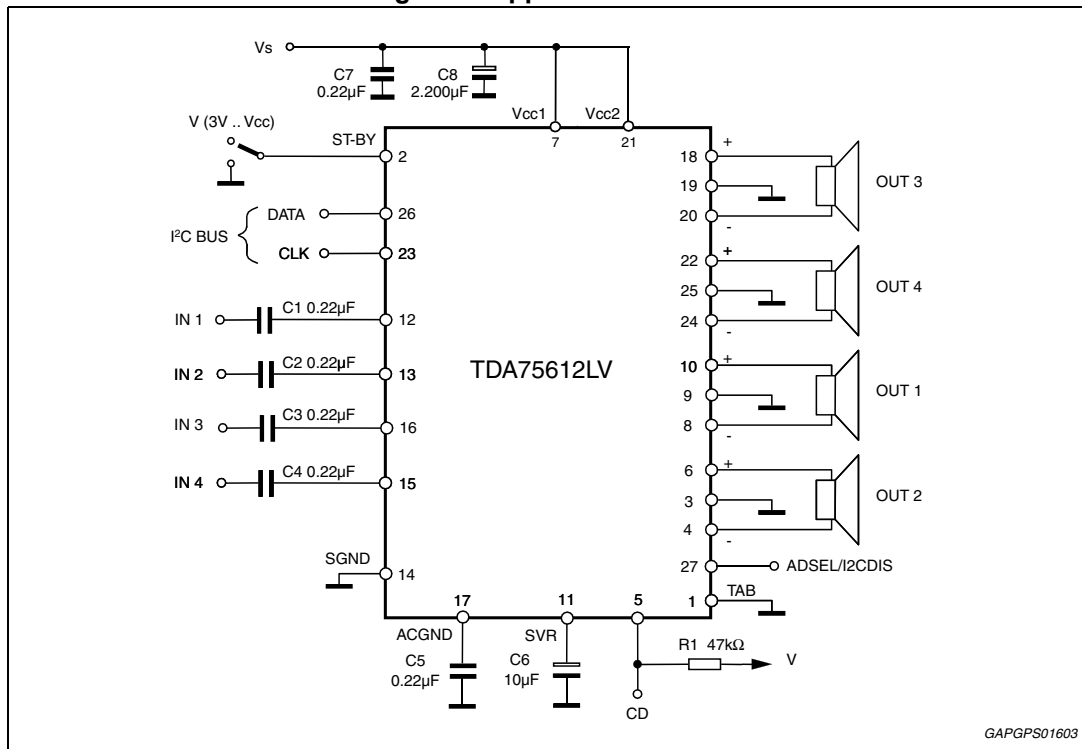 Vs
C7
0.22µF
C8
2.200µF
Vcc1
Vcc2
7
21
V (3V .. Vcc)
ST-BY
2
I²C BUS
DATA
26
CLK
23
IN 1
C1 0.22µF
12
IN 2
C2 0.22µF
13
IN 3
C3 0.22µF
16
IN 4
C4 0.22µF
15
SGND
14
TDA75612LV
18
+
19
20
-
OUT 3
22
+
25
24
-
OUT 4
10
+
9
8
-
OUT 1
6
+
3
4
-
OUT 2
27
ADSEL/I2CDIS
1
TAB
17
ACGND
C5
0.22µF
11
SVR
C6
10µF
5
R1 47kΩ
V
CD
GAPGPS01603